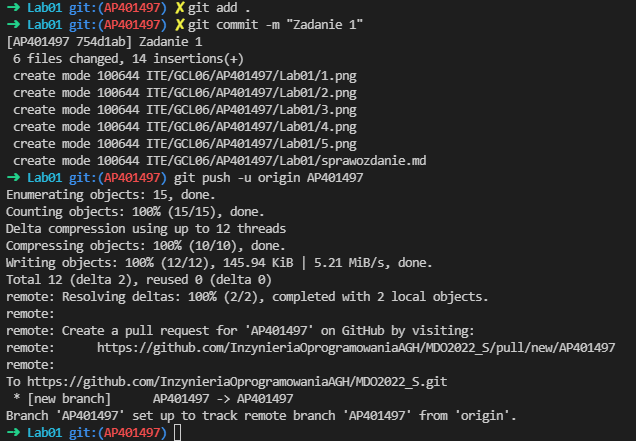 ➜ Lab01 git:(AP401497) ✗ git add .
➜ Lab01 git:(AP401497) ✗ git commit -m "Zadanie 1"
[AP401497 754d1ab] Zadanie 1
 6 files changed, 14 insertions(+)
 create mode 100644 ITE/GCL06/AP401497/Lab01/1.png
 create mode 100644 ITE/GCL06/AP401497/Lab01/2.png
 create mode 100644 ITE/GCL06/AP401497/Lab01/3.png
 create mode 100644 ITE/GCL06/AP401497/Lab01/4.png
 create mode 100644 ITE/GCL06/AP401497/Lab01/5.png
 create mode 100644 ITE/GCL06/AP401497/Lab01/sprawozdanie.md
➜ Lab01 git:(AP401497) git push -u origin AP401497
Enumerating objects: 15, done.
Counting objects: 100% (15/15), done.
Delta compression using up to 12 threads
Compressing objects: 100% (10/10), done.
Writing objects: 100% (12/12), 145.94 KiB | 5.21 MiB/s, done.
Total 12 (delta 2), reused 0 (delta 0)
remote: Resolving deltas: 100% (2/2), completed with 2 local objects.
remote:
remote: Create a pull request for 'AP401497' on GitHub by visiting:
remote:      https://github.com/InzynieriaOprogramowaniaAGH/MDO2022_S/pull/new/AP401497
remote:
To https://github.com/InzynieriaOprogramowaniaAGH/MDO2022_S.git
 * [new branch]      AP401497 -> AP401497
Branch 'AP401497' set up to track remote branch 'AP401497' from 'origin'.
➜ Lab01 git:(AP401497)